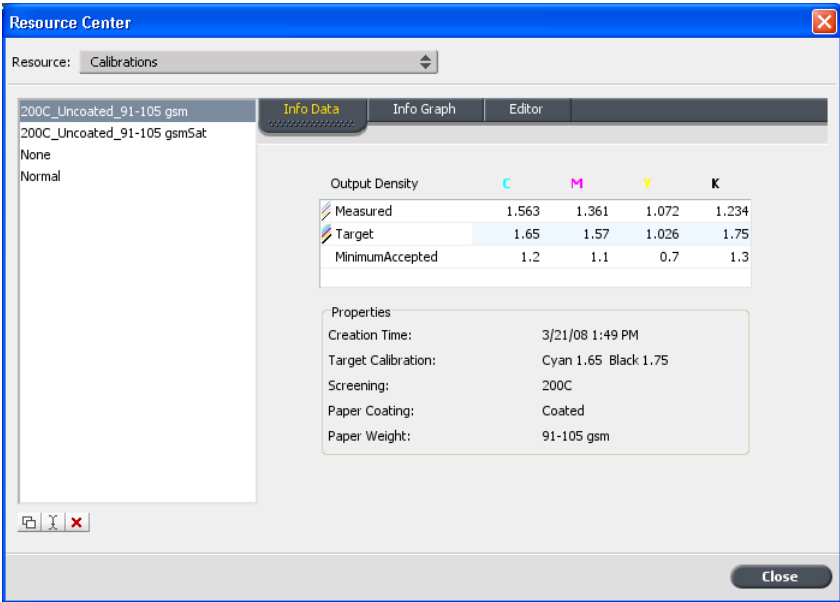 Resource Center
Resource: Calibrations
200C_Uncoated_91-105 gsm
200C_Uncoated_91-105 gsmSat
None
Normal
Info Data Info Graph Editor
Output Density C M Y K
Measured 1.563 1.361 1.072 1.234
Target 1.65 1.57 1.026 1.75
MinimumAccepted 1.2 1.1 0.7 1.3
Properties
Creation Time: 3/21/08 1:49 PM
Target Calibration: Cyan 1.65 Black 1.75
Screening: 200C
Paper Coating: Coated
Paper Weight: 91-105 gsm
Close